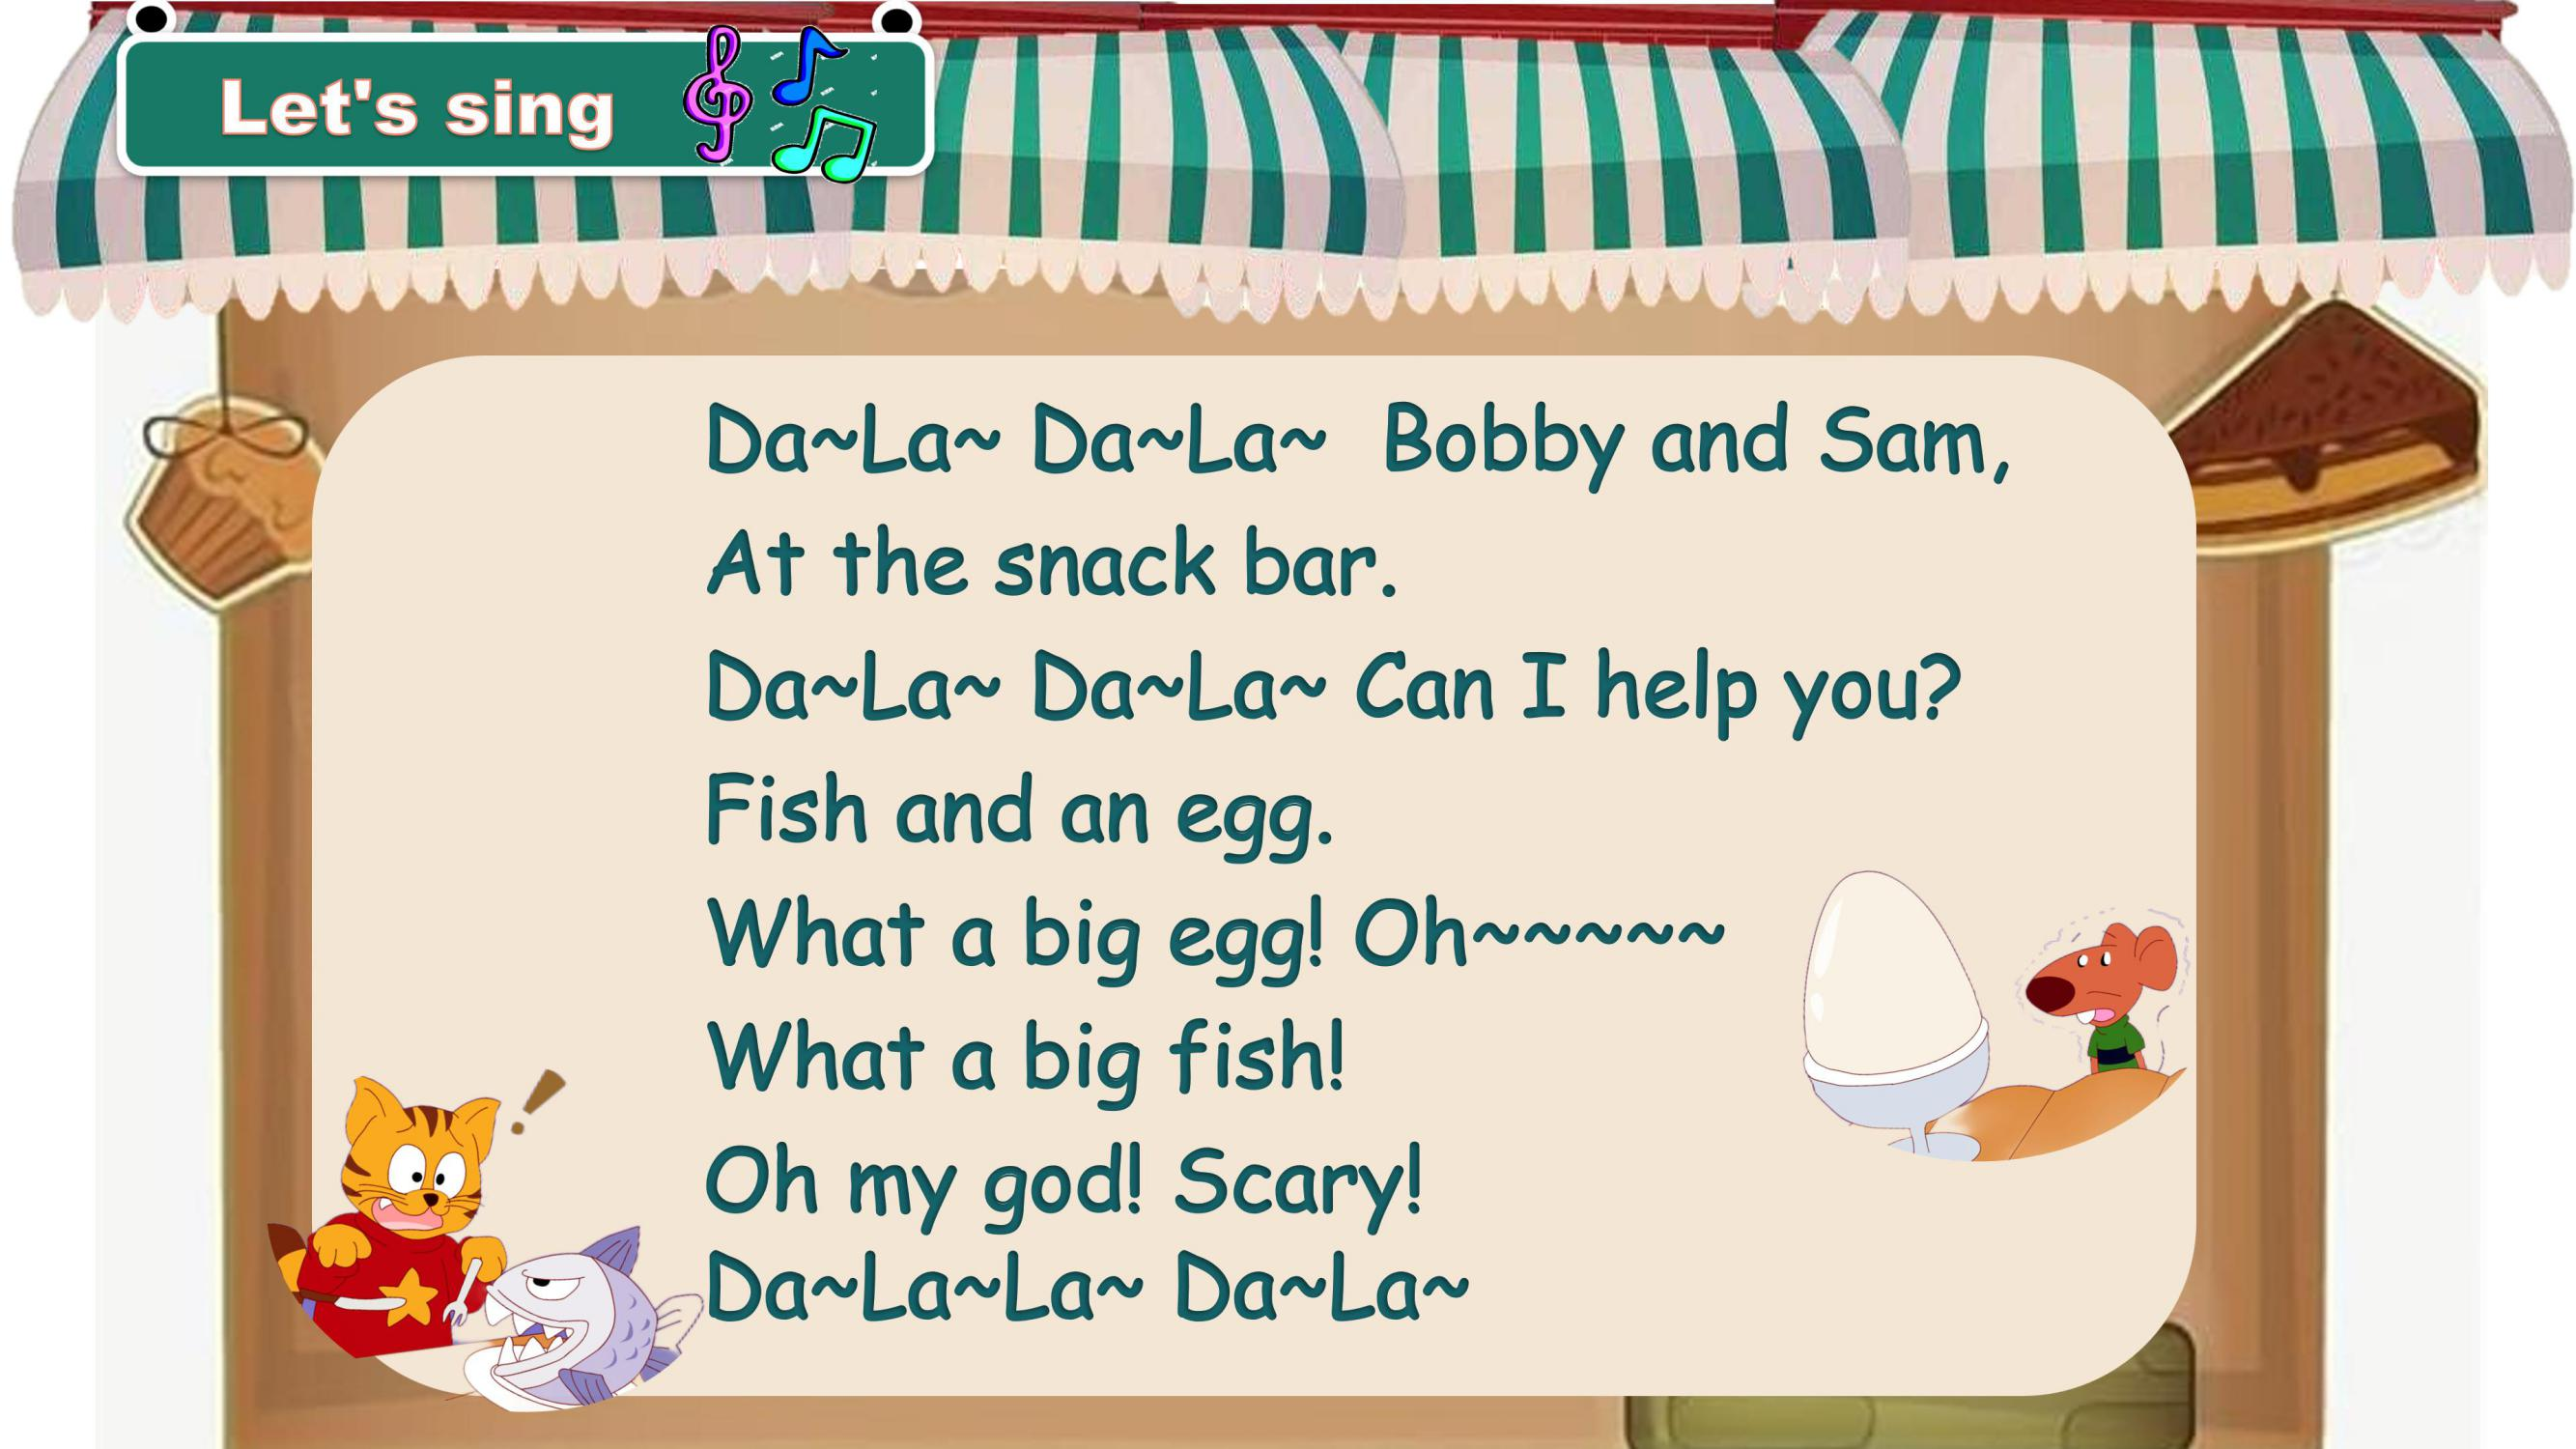 Let's sing
Da~La~ Da~La~ Bobby and Sam,
At the snack bar.
Da~La~ Da~La~ Can I help you?
Fish and an egg.
What a big egg! Oh~~~~~
What a big fish!
Oh my god! Scary!
Da~La~La~ Da~La~